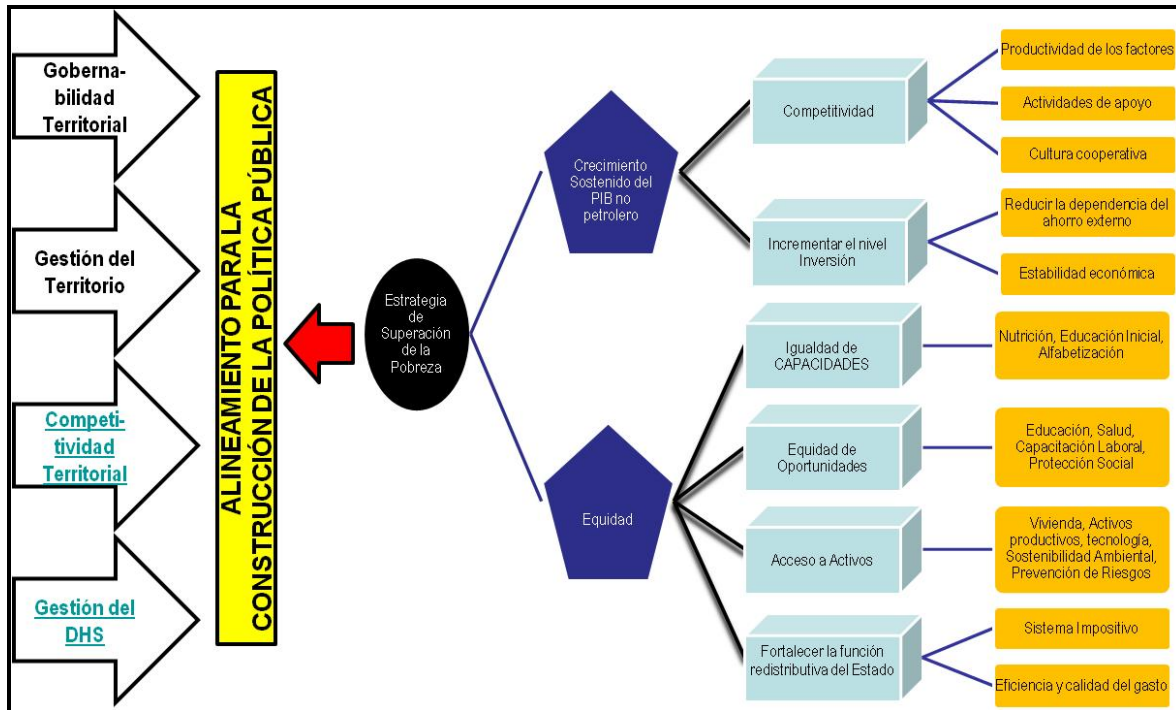 Goberna-
bilidad
Territorial
Gestión del
Territorio
Competi-
tividad
Territorial
Gestión del
DHS
ALINEAMIENTO PARA LA
CONSTRUCCIÓN DE LA POLÍTICA PÚBLICA
Estrategia
de
Superación
de la
Pobreza
Crecimiento
Sostenido del
PIB no
petrolero
Equidad
Competitividad
Incrementar el nivel
Inversión
Igualdad de
CAPACIDADES
Equidad de
Oportunidades
Acceso a Activos
Fortalecer la función
redistributiva del Estado
Productividad de los factores
Actividades de apoyo
Cultura cooperativa
Reducir la dependencia del
ahorro externo
Estabilidad económica
Nutrición, Educación Inicial,
Alfabetización
Educación, Salud,
Capacitación Laboral,
Protección Social
Vivienda, Activos
productivos, tecnología,
Sostenibilidad Ambiental,
Prevención de Riesgos
Sistema Impositivo
Eficiencia y calidad del gasto